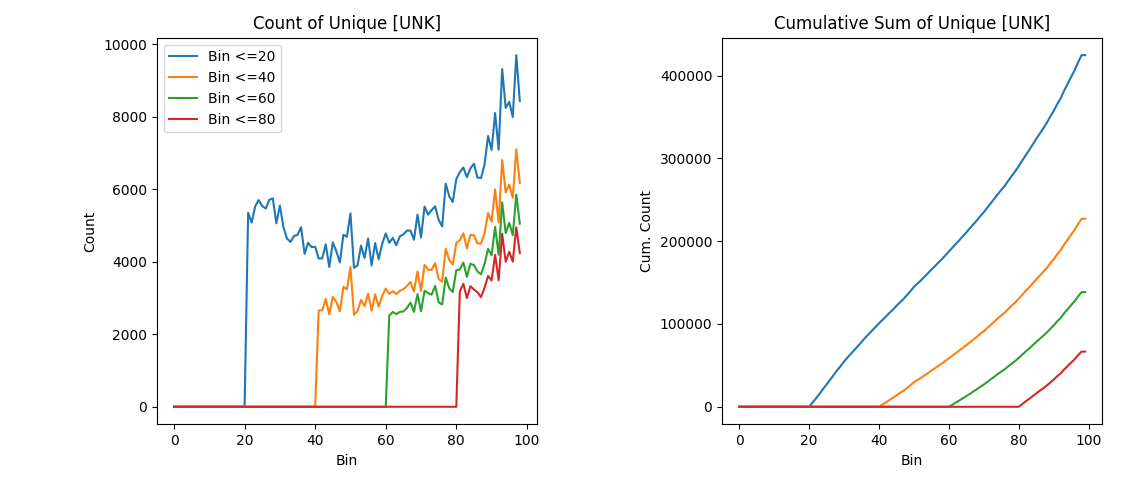 Count of Unique [UNK]
Count
10000
8000
6000
4000
2000
0
Bin <=20
Bin <=40
Bin <=60
Bin <=80
0 20 40 60 80 100
Bin
Cumulative Sum of Unique [UNK]
Cum. Count
400000
300000
200000
100000
0
0 20 40 60 80 100
Bin